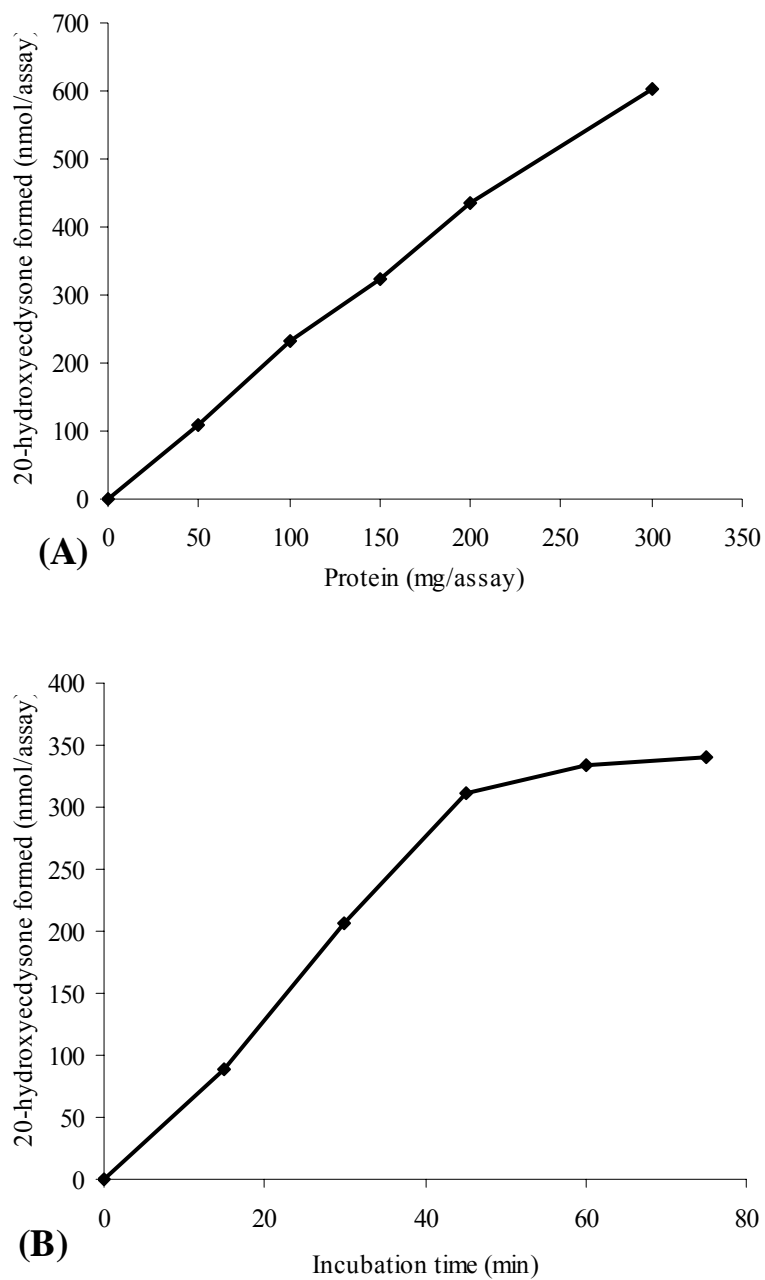 700
600
500
400
300
200
100
0
20-hydroxyecdysone formed (nmol/assay)
0 50 100 150 200 250 300 350
Protein (mg/assay)
(A)
400
350
300
250
200
150
100
50
0
20-hydroxyecdysone formed (nmol/assay)
0 20 40 60 80
Incubation time (min)
(B)